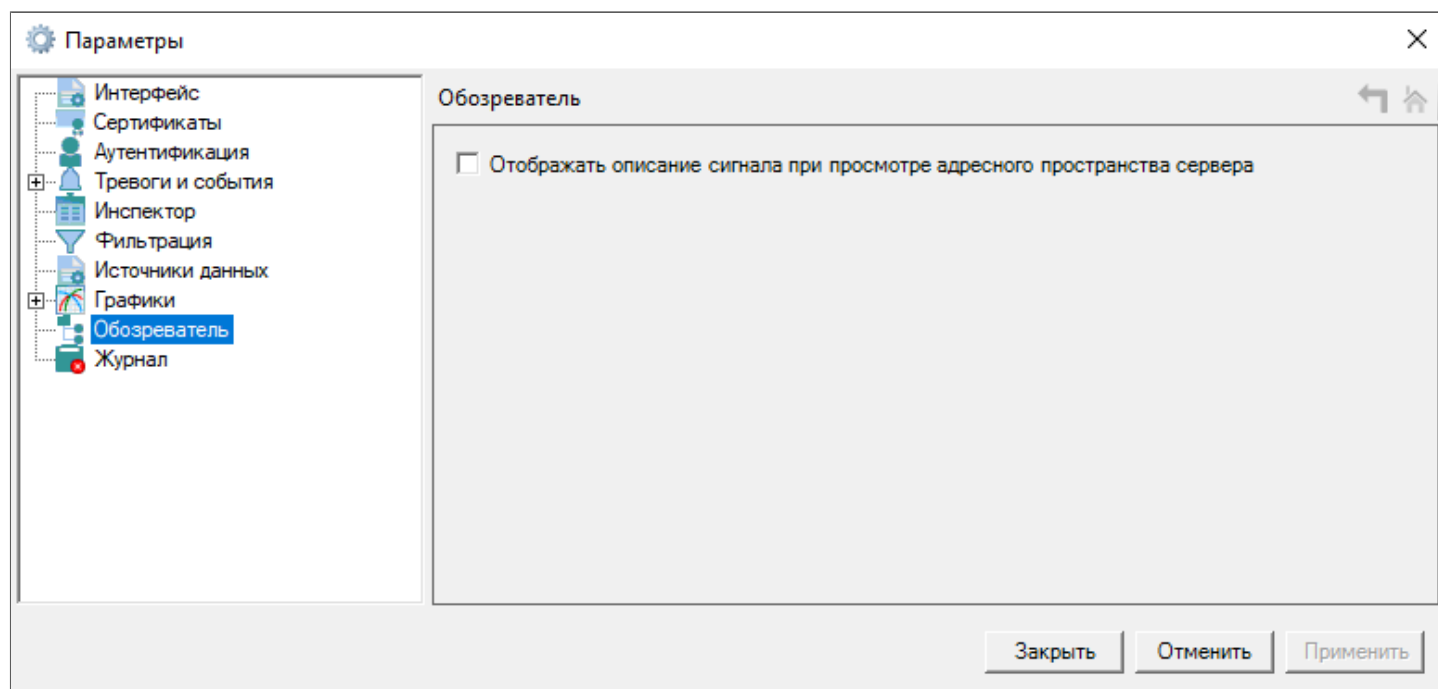 Параметры
Интерфейс
Сертификаты
Аутентификация
Тревоги и события
Инспектор
Фильтрация
Источники данных
Графики
Обозреватель
Журнал
Обозреватель
Отображать описание сигнала при просмотре адресного пространства сервера
Закрыть
Отменить
Применить